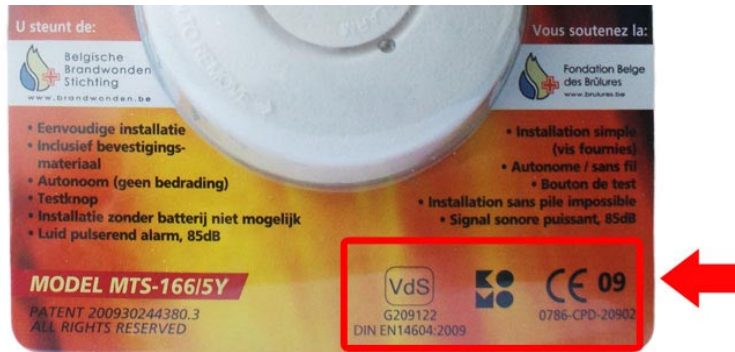 U steunt de:
Belgische
Brandwonden
Stichting
www.brandwonden.be
Vous soutenez la:
Fondation Belge
des Brûlures
www.brulures.be
TO REMOVE
• Eenvoudige installatie
• Inclusief bevestigings-
materiaal
• Autonoom (geen bedrading)
• Testknop
• Installatie zonder batterij niet mogelijk
• Luid pulserend alarm, 85dB
• Installation simple
(vis fournies)
• Autonome / sans fil
• Bouton de test
• Installation sans pile impossible
• Signal sonore puissant, 85dB
MODEL MTS-166/5Y
PATENT 200930244380.3
ALL RIGHTS RESERVED
VdS
G209122
DIN EN14604:2009
KOMO
CE 09
0786-CPD-20902